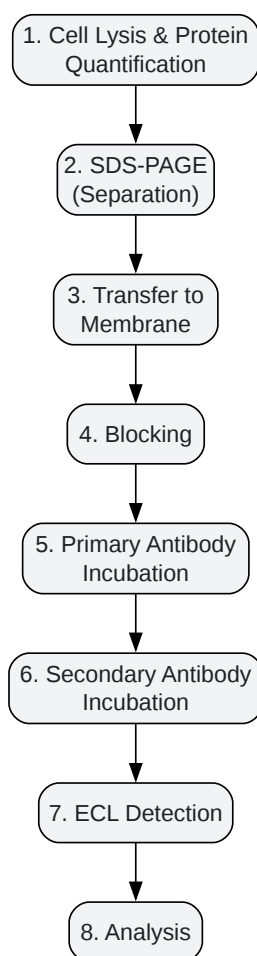 1. Cell Lysis & Protein
Quantification
2. SDS-PAGE
(Separation)
3. Transfer to
Membrane
4. Blocking
5. Primary Antibody
Incubation
6. Secondary Antibody
Incubation
7. ECL Detection
8. Analysis